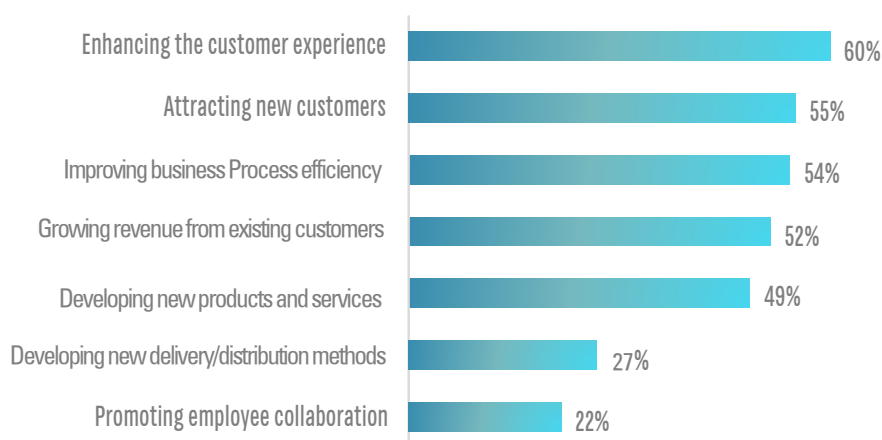 Enhancing the customer experience 60%
Attracting new customers 55%
Improving business Process efficiency 54%
Growing revenue from existing customers 52%
Developing new products and services 49%
Developing new delivery/distribution methods 27%
Promoting employee collaboration 22%